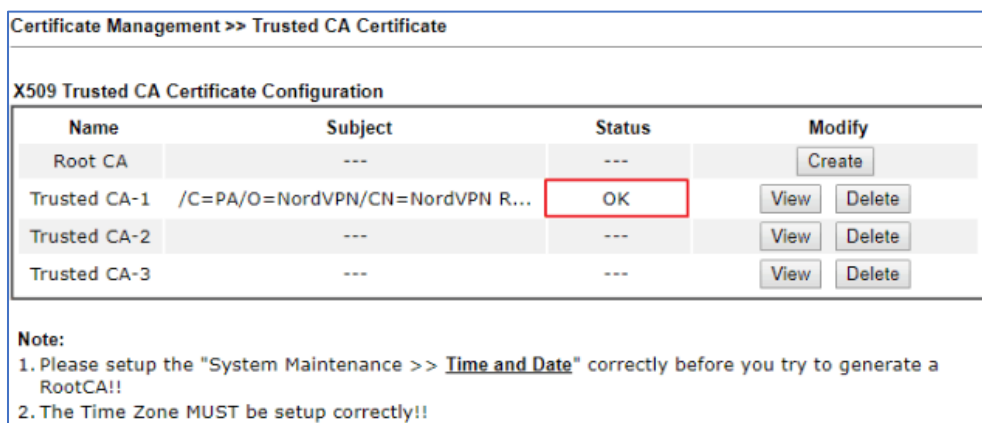 Certificate Management >> Trusted CA Certificate
X509 Trusted CA Certificate Configuration
Name Subject Status Modify
Root CA --- --- Create
Trusted CA-1 /C=PA/O=NordVPN/CN=NordVPN R... OK View Delete
Trusted CA-2 --- --- View Delete
Trusted CA-3 --- --- View Delete
Note:
1. Please setup the "System Maintenance >> Time and Date" correctly before you try to generate a
RootCA!!
2. The Time Zone MUST be setup correctly!!